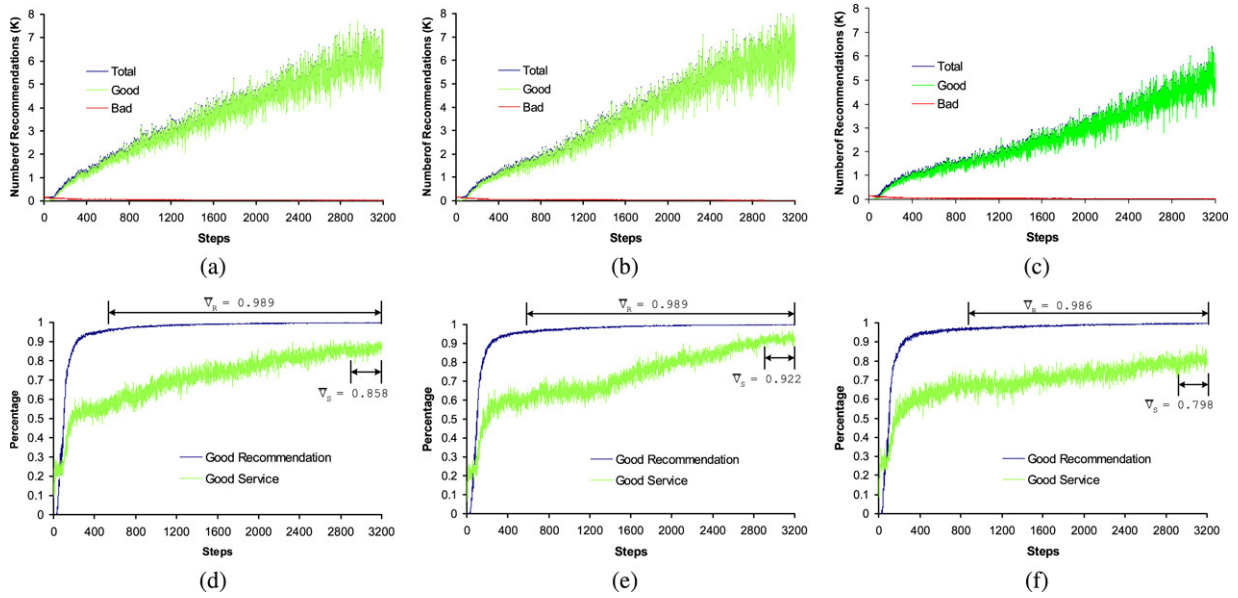 Numberof Recommendations (K)
8
7
6
5
4
3
2
1
0
Total
Good
Bad
0 400 800 1200 1600 2000 2400 2800 3200
Steps
(a)
Number of Recommendations (K)
8
7
6
5
4
3
2
1
0
Total
Good
Bad
0 400 800 1200 1600 2000 2400 2800 3200
Steps
(b)
Numberof Recommendations (K)
8
7
6
5
4
3
2
1
0
Total
Good
Bad
0 400 800 1200 1600 2000 2400 2800 3200
Steps
(c)
V̅R = 0.989
Percentage
1
0.9
0.8
0.7
0.6
0.5
0.4
0.3
0.2
0.1
0
V̅S = 0.858
Good Recommendation
Good Service
0 400 800 1200 1600 2000 2400 2800 3200
Steps
(d)
V̅R = 0.989
Percentage
1
0.9
0.8
0.7
0.6
0.5
0.4
0.3
0.2
0.1
0
V̅S = 0.922
Good Recommendation
Good Service
0 400 800 1200 1600 2000 2400 2800 3200
Steps
(e)
V̅R = 0.986
Percentage
1
0.9
0.8
0.7
0.6
0.5
0.4
0.3
0.2
0.1
0
V̅S = 0.798
Good Recommendation
Good Service
0 400 800 1200 1600 2000 2400 2800 3200
Steps
(f)